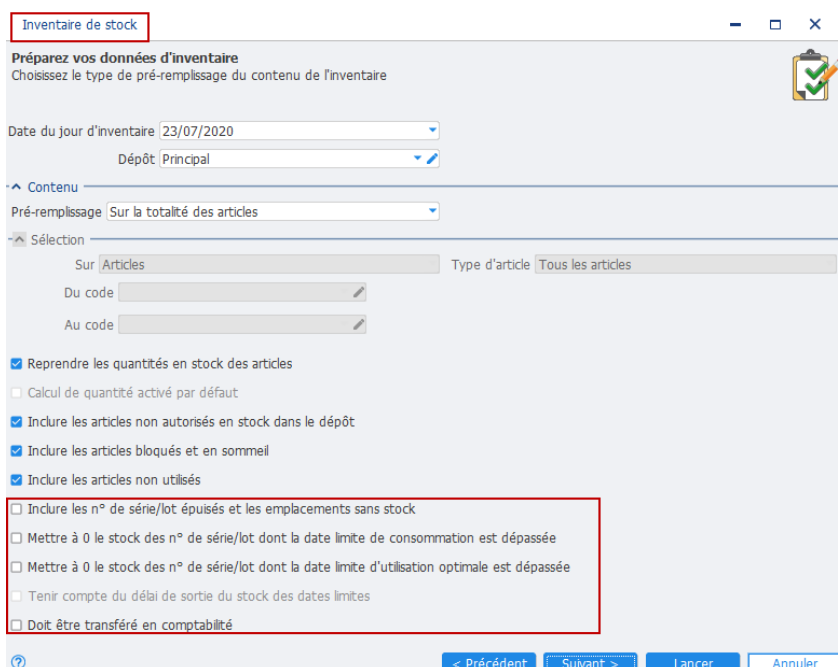 Inventaire de stock
Préparez vos données d'inventaire
Choisissez le type de pré-remplissage du contenu de l'inventaire
Date du jour d'inventaire 23/07/2020
Dépôt Principal
Contenu
Pré-remplissage Sur la totalité des articles
Sélection
Sur Articles Type d'article Tous les articles
Du code
Au code
Reprendre les quantités en stock des articles
Calcul de quantité activé par défaut
Inclure les articles non autorisés en stock dans le dépôt
Inclure les articles bloqués et en sommeil
Inclure les articles non utilisés
Inclure les n° de série/lot épuisés et les emplacements sans stock
Mettre à 0 le stock des n° de série/lot dont la date limite de consommation est dépassée
Mettre à 0 le stock des n° de série/lot dont la date limite d'utilisation optimale est dépassée
Tenir compte du délai de sortie du stock des dates limites
Doit être transféré en comptabilité
? < Précédent Suivant > Lancer Annuler